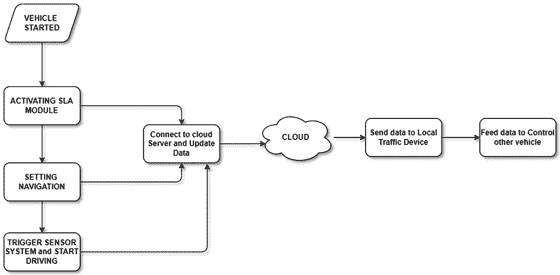 VEHICLE
STARTED
ACTIVATING SLA
MODULE
SETTING
NAVIGATION
TRIGGER SENSOR
SYSTEM and START
DRIVING
Connect to cloud
Server and Update
Data
CLOUD
Send data to Local
Traffic Device
Feed data to Control
other vehicle